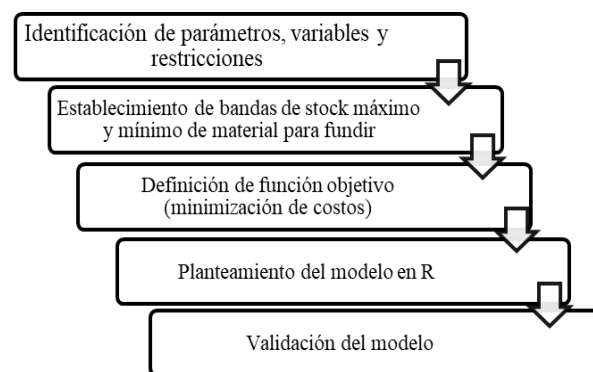 Identificación de parámetros, variables y
restricciones
Establecimiento de bandas de stock máximo
y mínimo de material para fundir
Definición de función objetivo
(minimización de costos)
Planteamiento del modelo en R
Validación del modelo